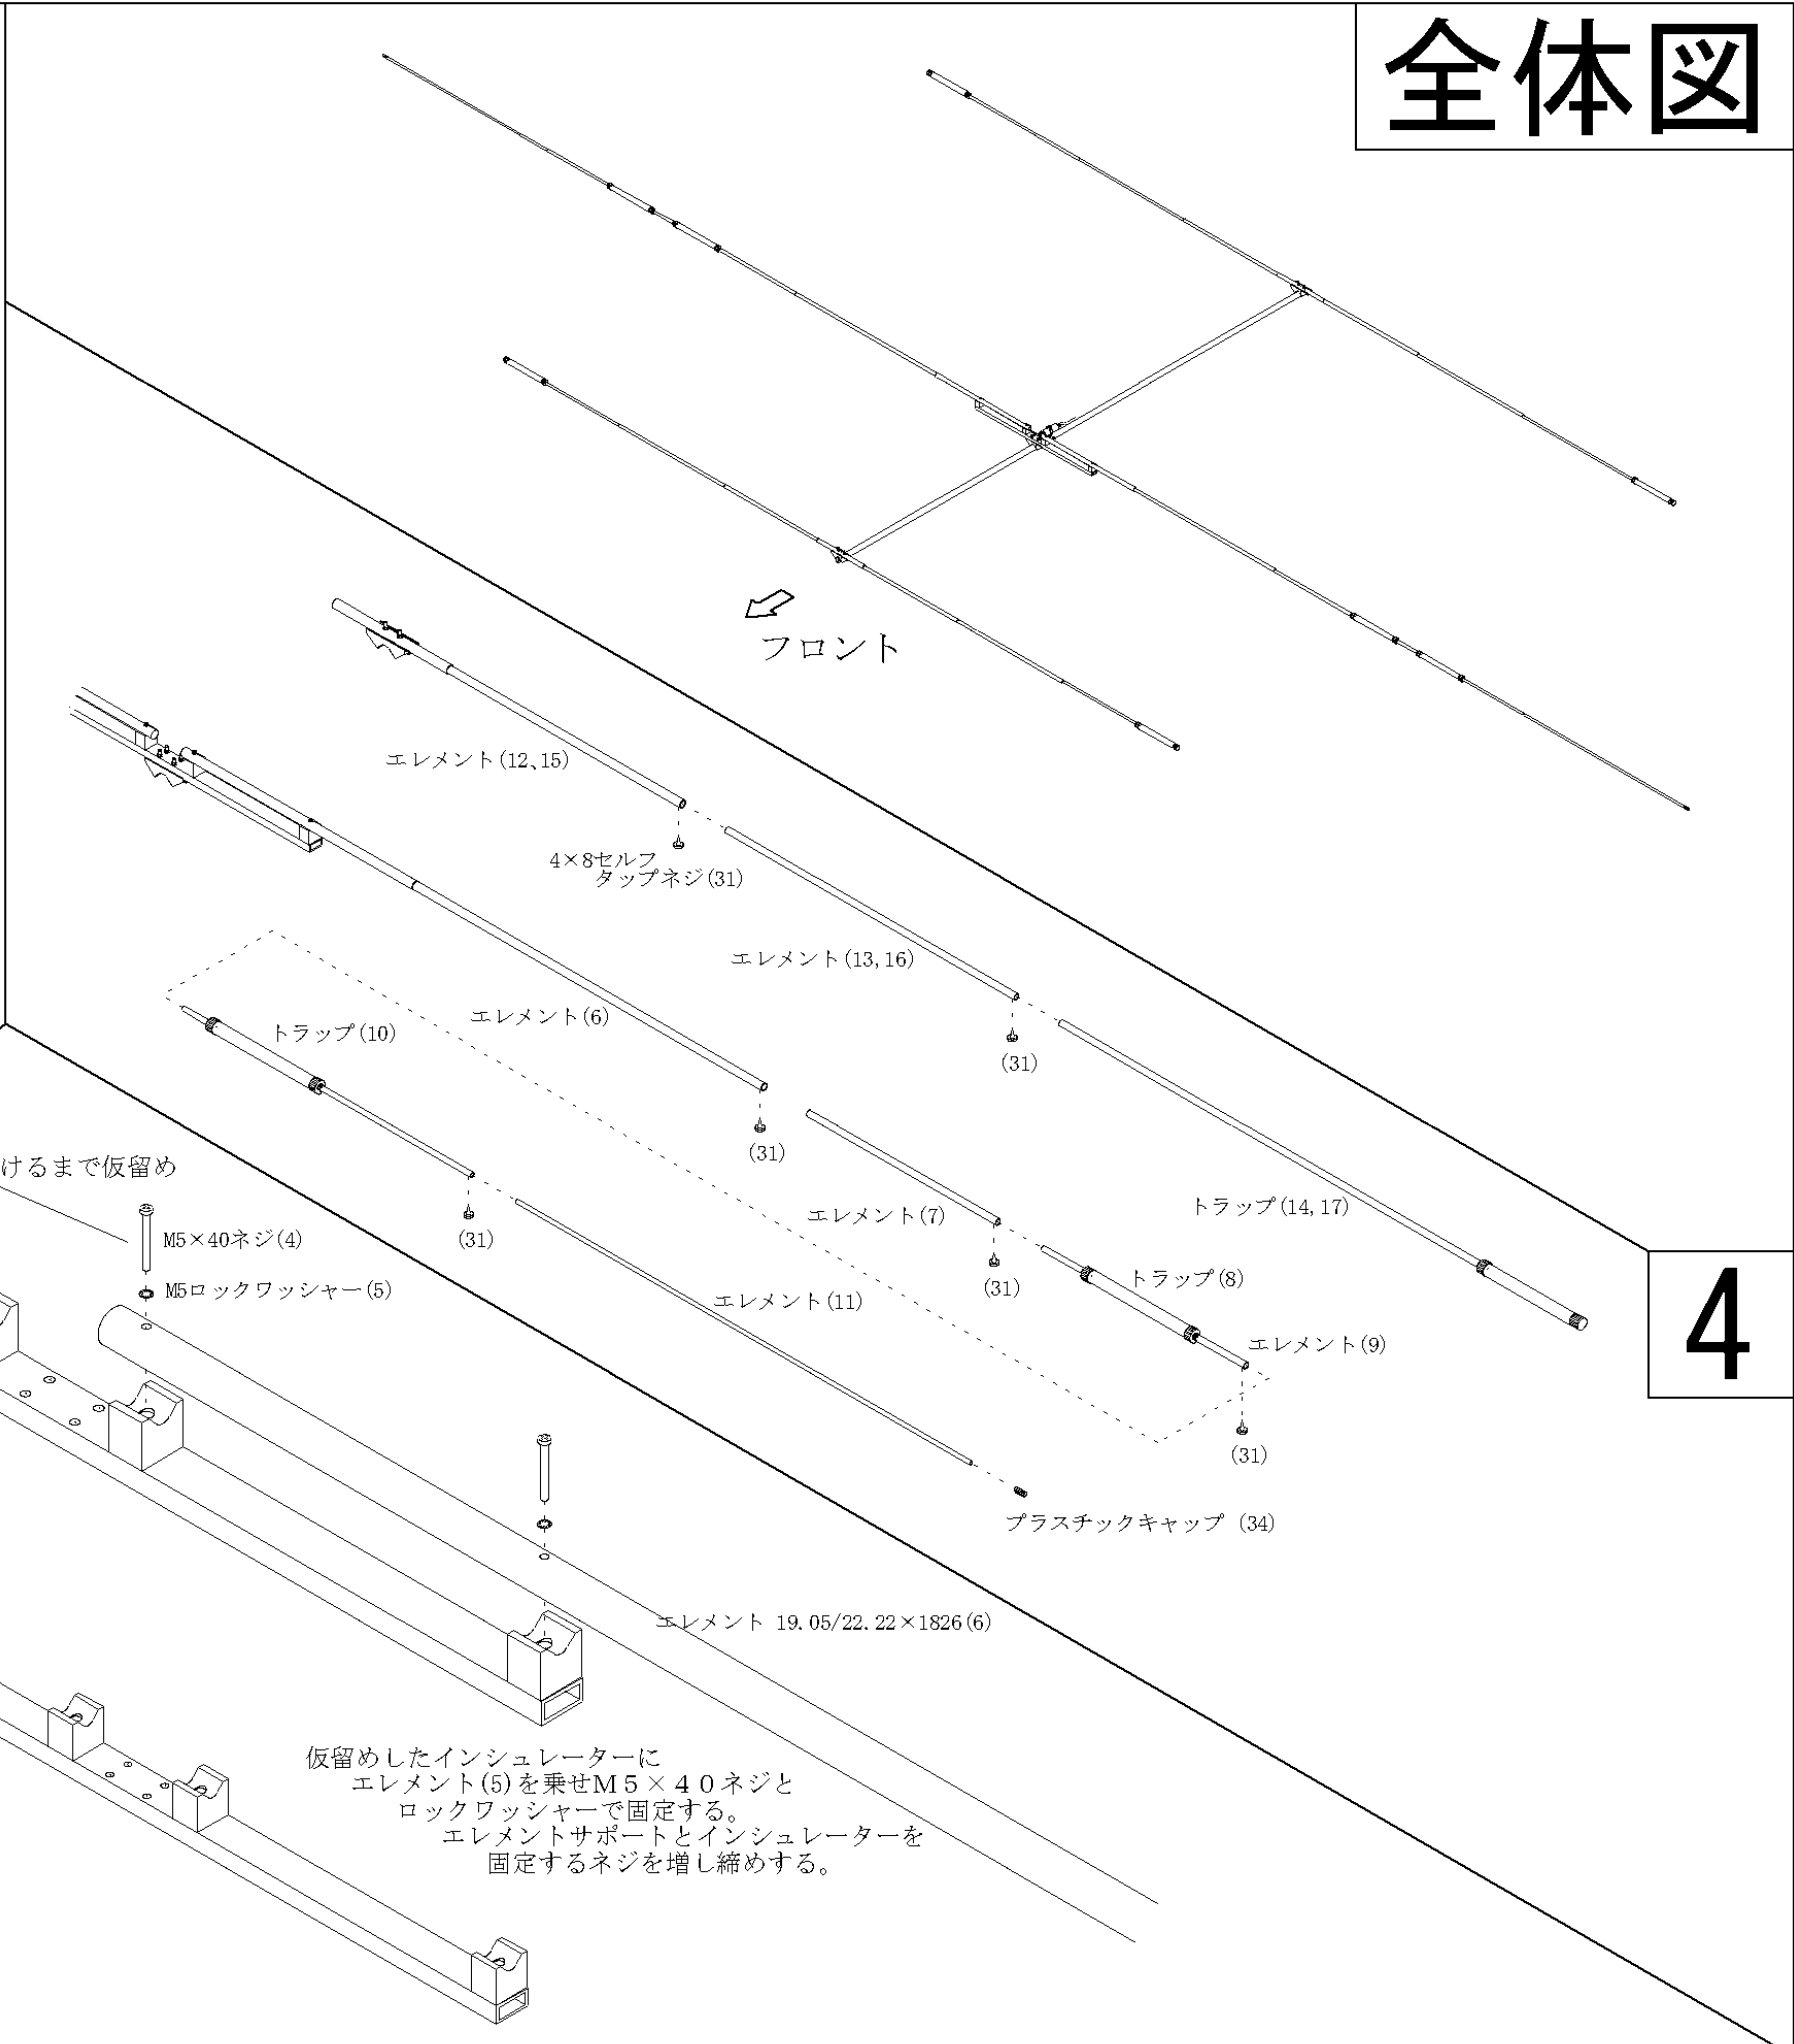 全体図
フロント
エレメント(12、15)
4×8セルフ
タップネジ(31)
エレメント(13,16)
エレメント(6)
トラップ(10)
(31)
(31)
(31)
トラップ(14,17)
エレメント(7)
(31)
トラップ(8)
エレメント(11)
エレメント(9)
(31)
プラスチックキャップ (34)
4
けるまで仮留め
M5×40ネジ(4)
M5ロックワッシャー(5)
エレメント 19.05/22.22×1826(6)
仮留めしたインシュレーターに
エレメント(5)を乗せM5×40ネジと
ロックワッシャーで固定する。
エレメントサポートとインシュレーターを
固定するネジを増し締めする。